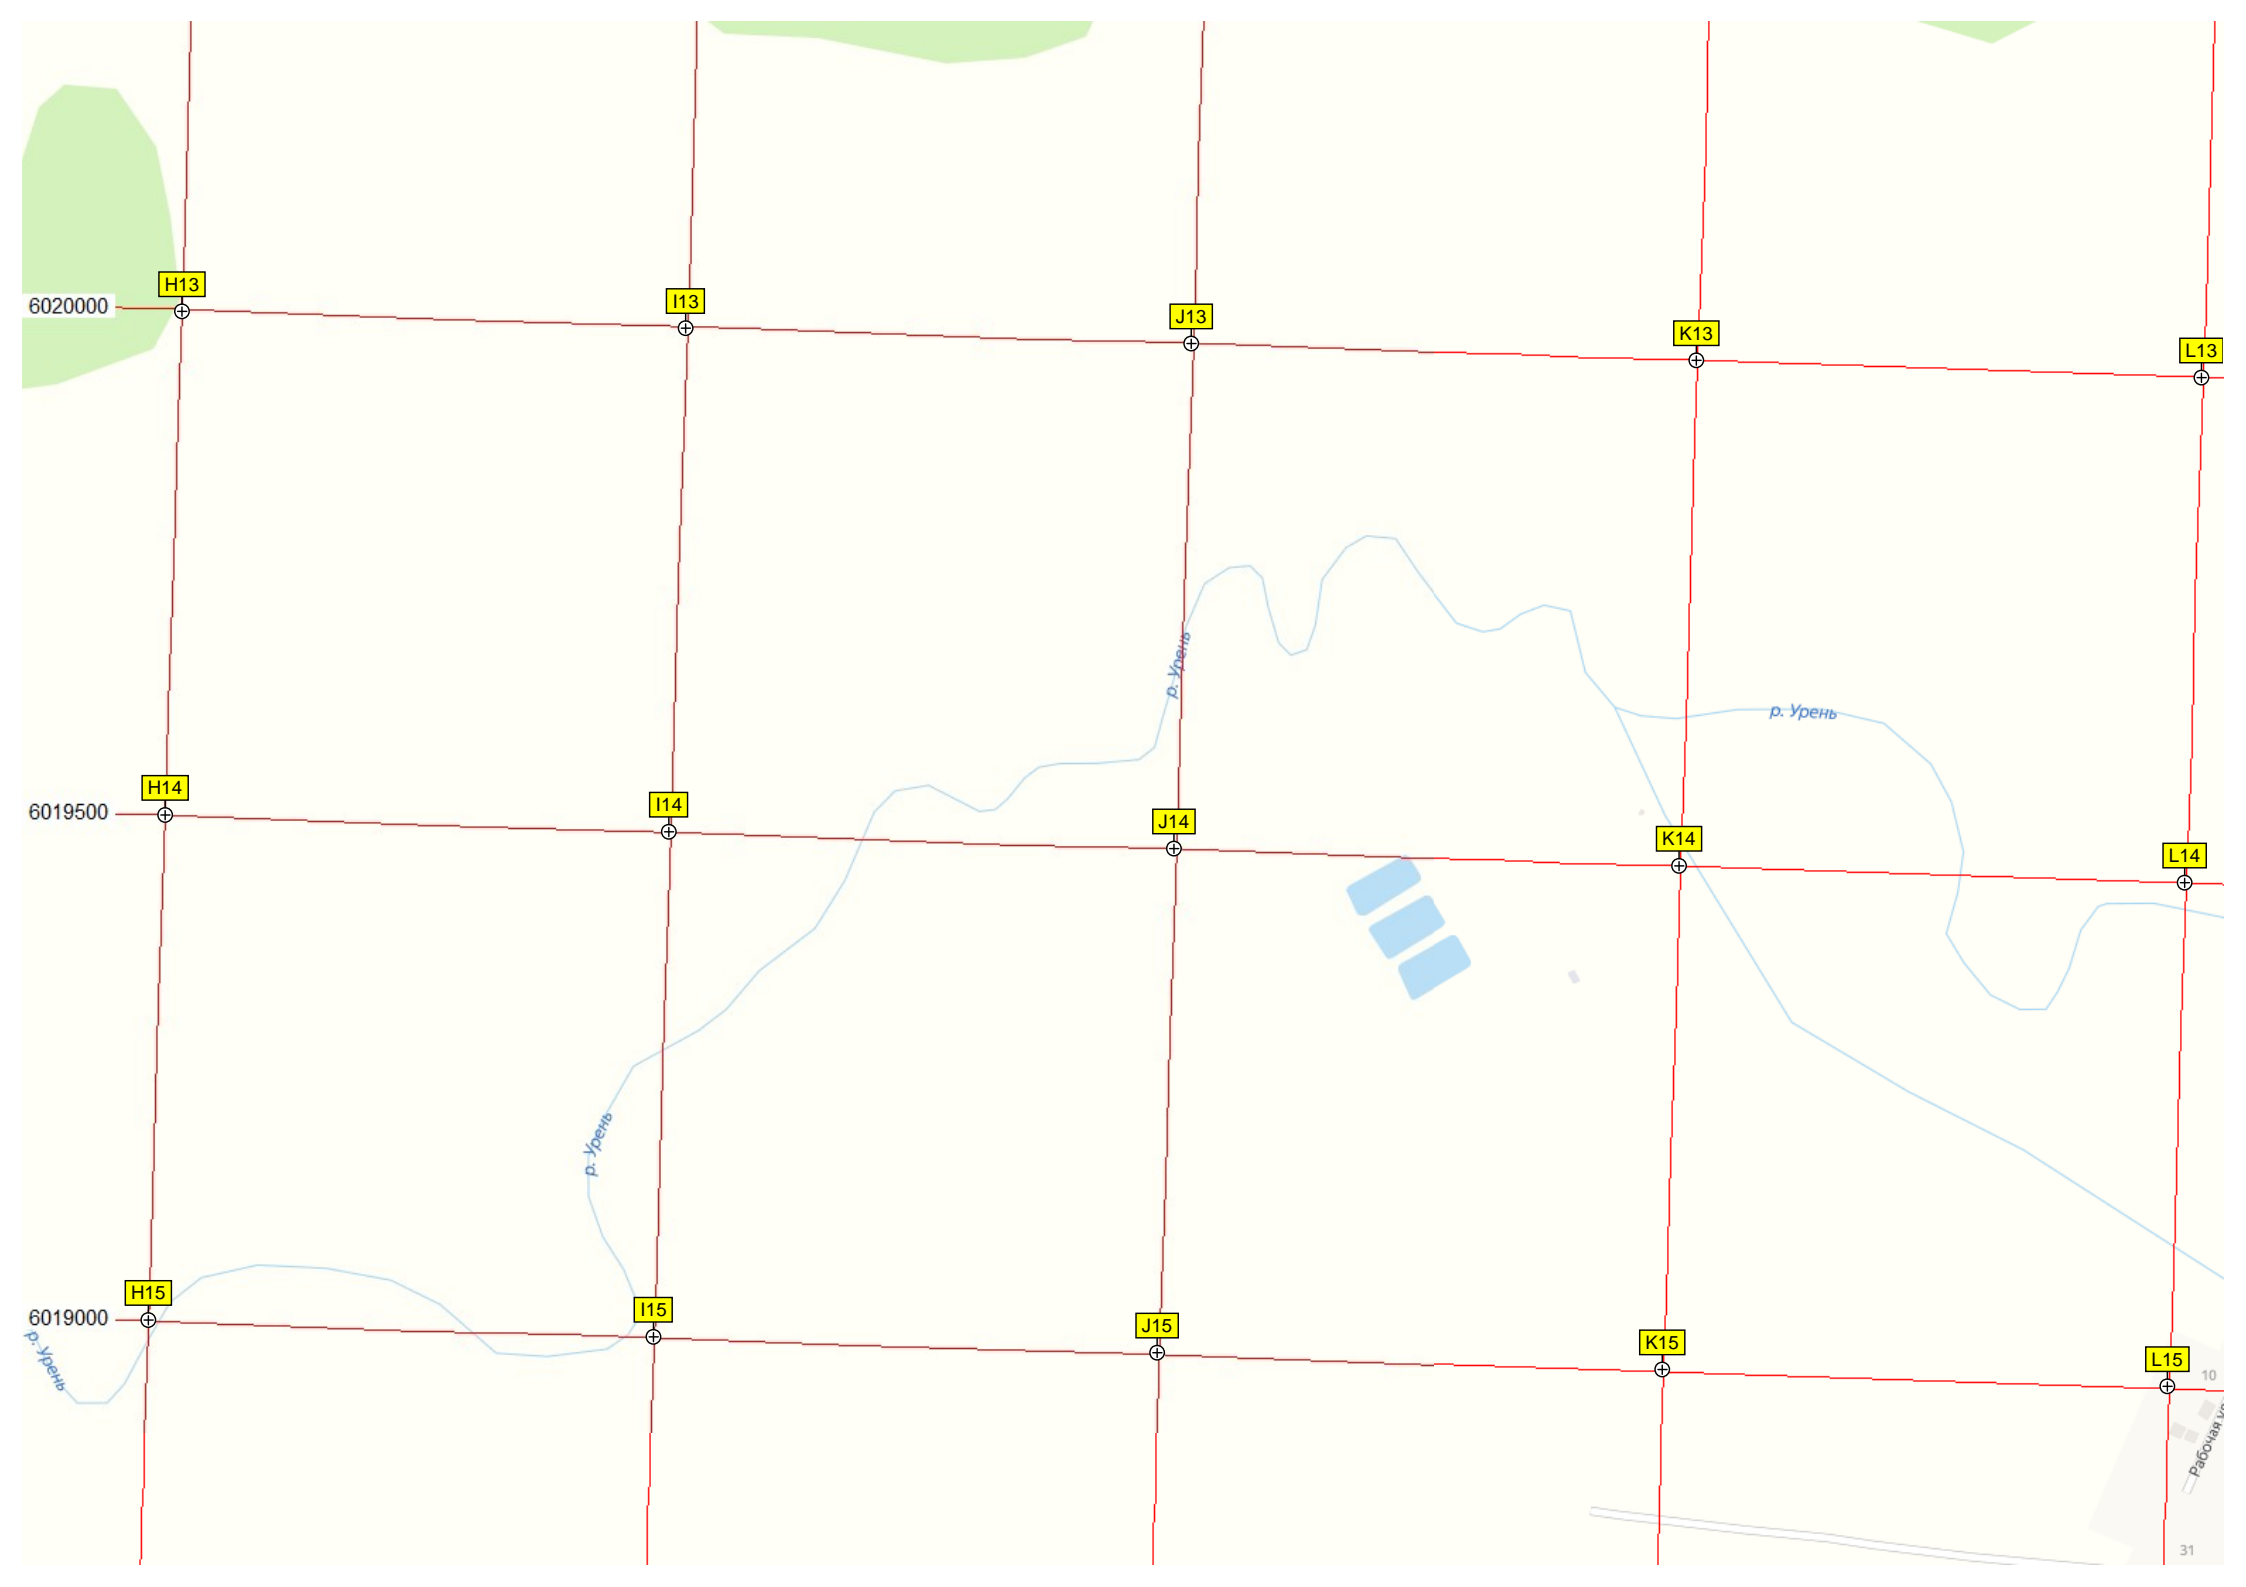 H13
6020000
I13
J13
K13
L13
р. Урень
р. Урень
H14
6019500
I14
J14
K14
L14
р. Урень
H15
6019000
I15
J15
K15
L15
р. Урень
10
Рабочая
31